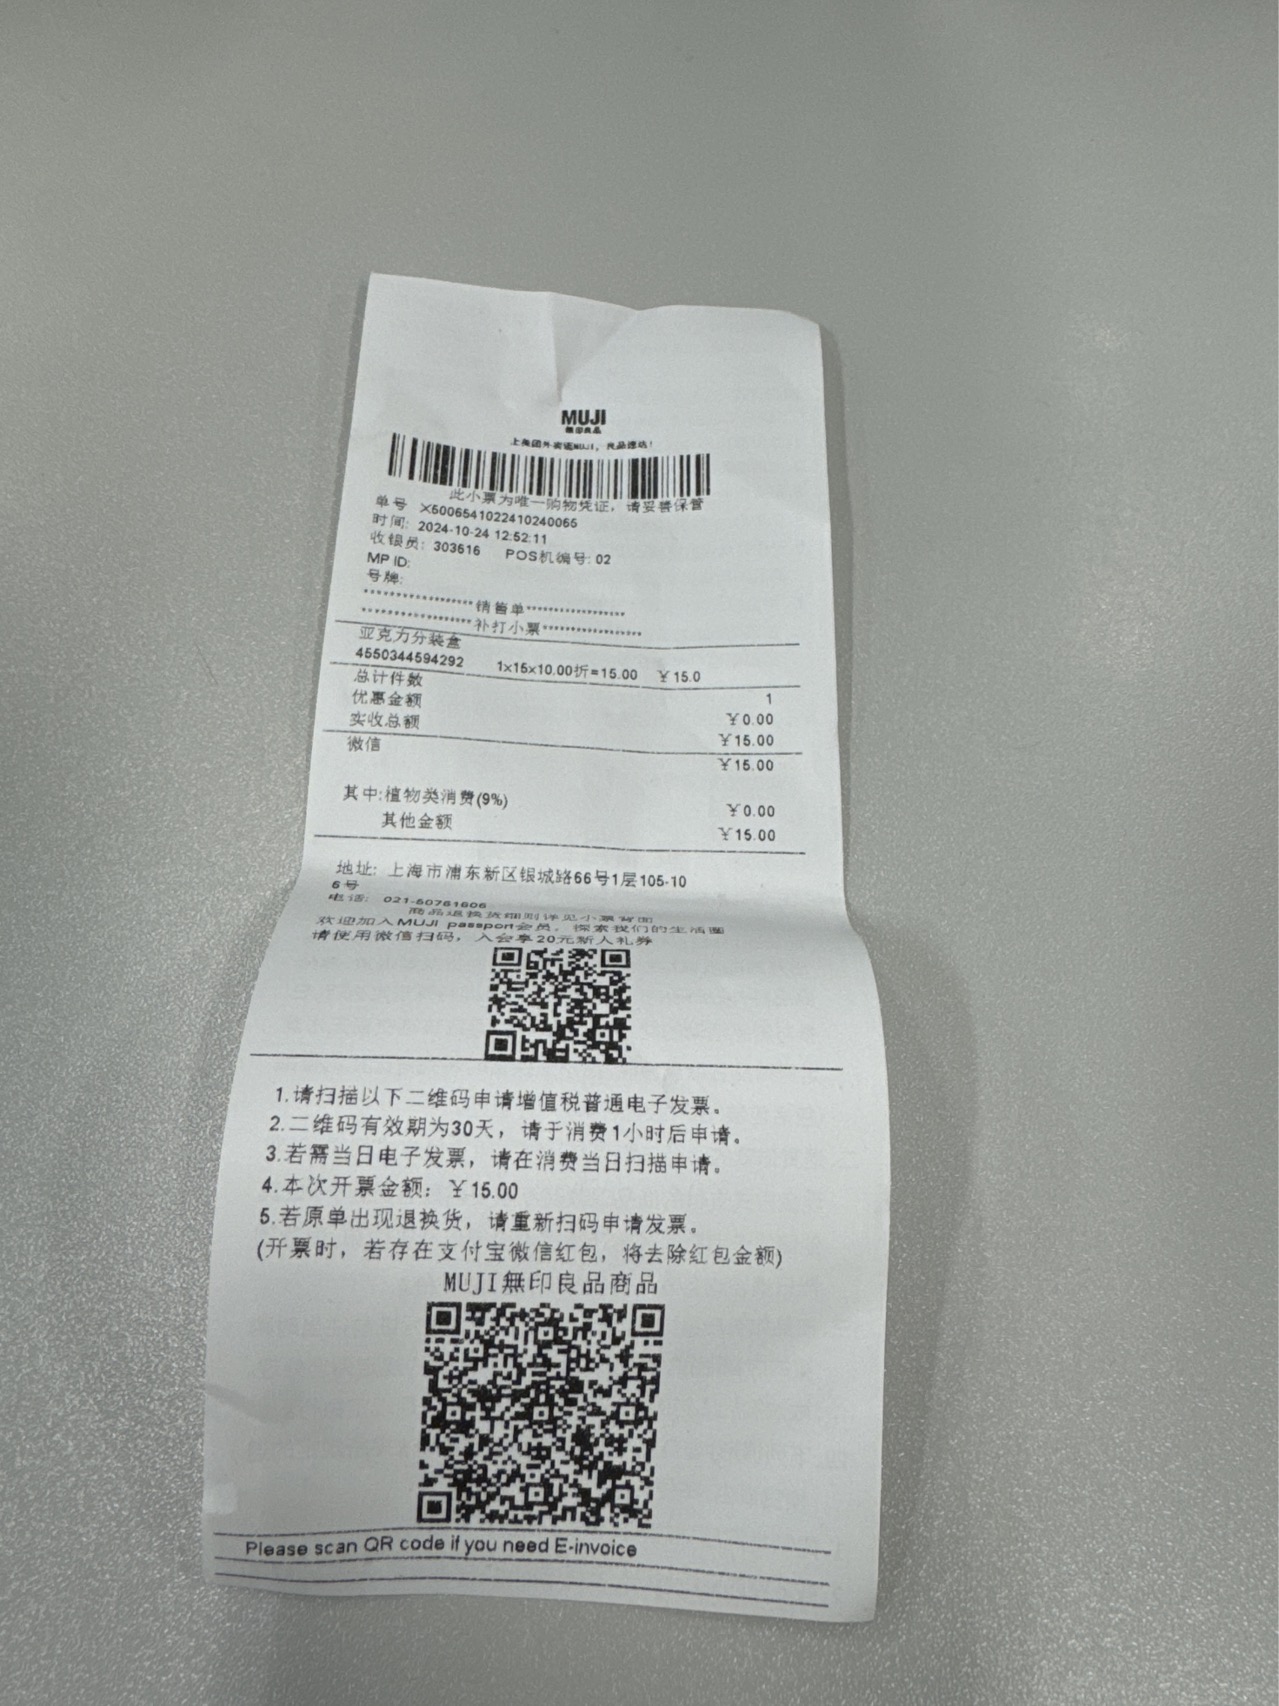 MUJI
無印良品
上美团外卖逛MUJI，良品速达！
此小票为唯一购物凭证，请妥善保管
单号 X5006541022410240065
时间: 2024-10-24 12:52:11
收银员: 303516 POS机编号: 02
MP ID:
号牌:
******************销售单******************
******************补打小票******************
亚克力分装盒
4550344594292 1x15x10.00折=15.00 ￥15.0
总计件数 1
优惠金额 ￥0.00
实收总额 ￥15.00
微信 ￥15.00
其中:植物类消费(9%) ￥0.00
其他金额 ￥15.00
地址: 上海市浦东新区银城路66号1层105-10
6号
电话: 021-50761606
商品退换货细则详见小票背面
欢迎加入MUJI passport会员，探索我们的生活圈
请使用微信扫码，入会享20元新人礼券
1.请扫描以下二维码申请增值税普通电子发票。
2.二维码有效期为30天，请于消费1小时后申请。
3.若需当日电子发票，请在消费当日扫描申请。
4.本次开票金额：￥15.00
5.若原单出现退换货，请重新扫码申请发票。
(开票时，若存在支付宝微信红包，将去除红包金额)
MUJI無印良品商品
Please scan QR code if you need E-invoice